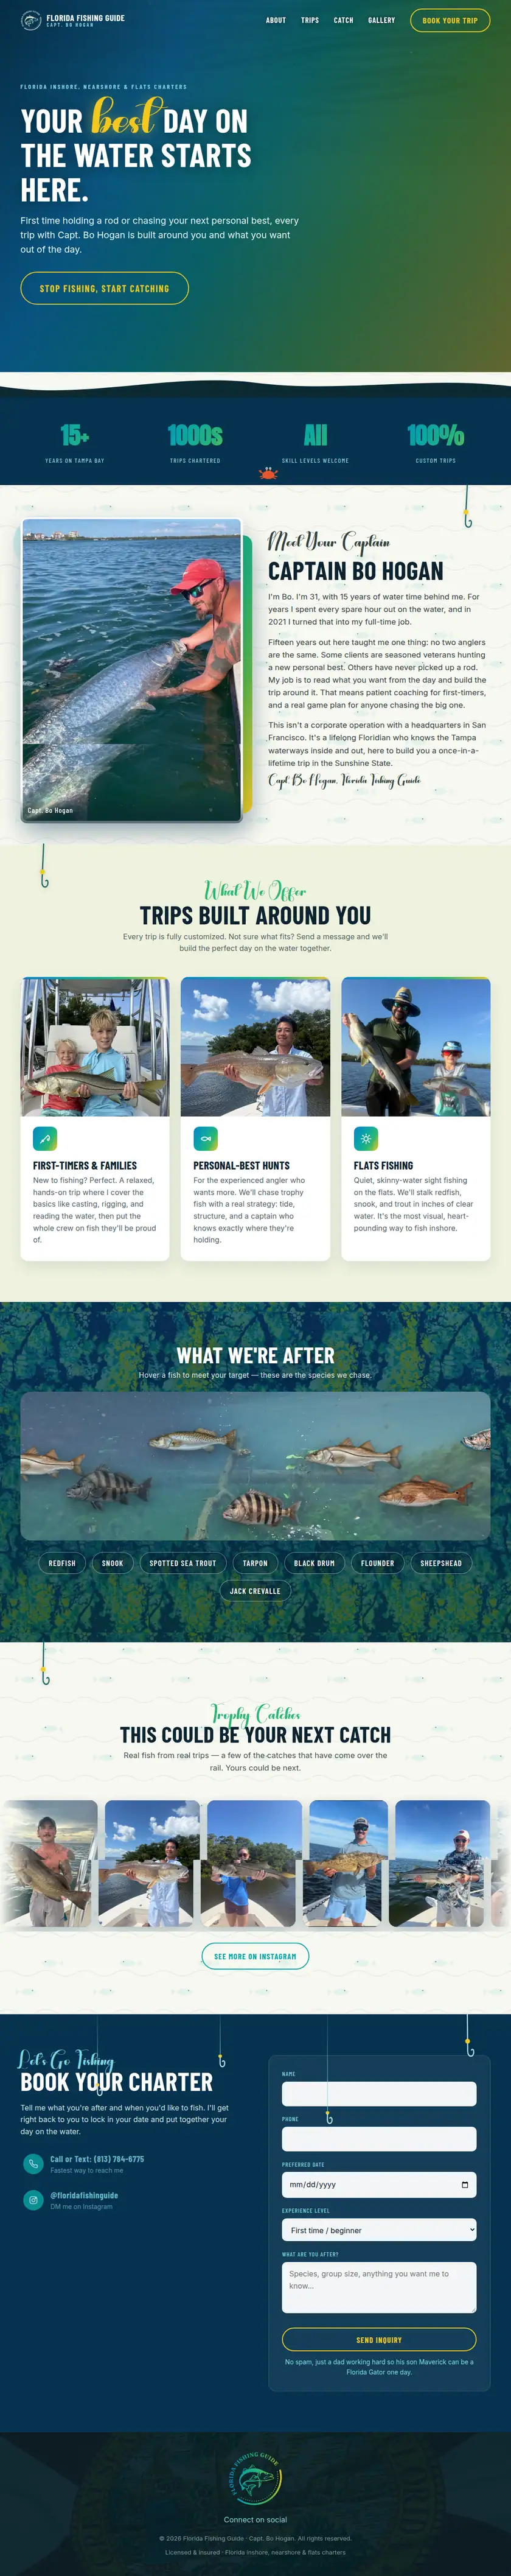 FLORIDA FISHING GUIDE
CAPT. BO HOGAN
ABOUT TRIPS CATCH GALLERY BOOK YOUR TRIP
FLORIDA INSHORE, NEARSHORE & FLATS CHARTERS
YOUR best DAY ON
THE WATER STARTS
HERE.
First time holding a rod or chasing your next personal best, every
trip with Capt. Bo Hogan is built around you and what you want
out of the day.
STOP FISHING, START CATCHING
15+ 1000s All 100%
YEARS ON TAMPA BAY TRIPS CHARTERED SKILL LEVELS WELCOME CUSTOM TRIPS
Meet Your Captain
CAPTAIN BO HOGAN
I'm Bo. I'm 31, with 15 years of water time behind me. For
years I spent every spare hour out on the water, and in
2021 I turned that into my full-time job.
Fifteen years out here taught me one thing: no two anglers
are the same. Some clients are seasoned veterans hunting
a new personal best. Others have never picked up a rod.
My job is to read what you want from the day and build the
trip around it. That means patient coaching for first-timers,
and a real game plan for anyone chasing the big one.
This isn't a corporate operation with a headquarters in San
Francisco. It's a lifelong Floridian who knows the Tampa
waterways inside and out, here to build you a once-in-a-
lifetime trip in the Sunshine State.
Capt. Bo Hogan, Florida Fishing Guide
Capt. Bo Hogan
What We Offer
TRIPS BUILT AROUND YOU
Every trip is fully customized. Not sure what fits? Send a message and we'll
build the perfect day on the water together.
FIRST-TIMERS & FAMILIES
New to fishing? Perfect. A relaxed,
hands-on trip where I cover the
basics like casting, rigging, and
reading the water, then put the
whole crew on fish they'll be proud
of.
PERSONAL-BEST HUNTS
For the experienced angler who
wants more. We'll chase trophy
fish with a real strategy: tide,
structure, and a captain who
knows exactly where they're
holding.
FLATS FISHING
Quiet, skinny-water sight fishing
on the flats. We'll stalk redfish,
snook, and trout in inches of clear
water. It's the most visual, heart-
pounding way to fish inshore.
WHAT WE'RE AFTER
Hover a fish to meet your target — these are the species we chase.
REDFISH SNOOK SPOTTED SEA TROUT TARPON BLACK DRUM FLOUNDER SHEEPSHEAD
JACK CREVALLE
Trophy Catches
THIS COULD BE YOUR NEXT CATCH
Real fish from real trips — a few of the catches that have come over the
rail. Yours could be next.
SEE MORE ON INSTAGRAM
Let's Go Fishing
BOOK YOUR CHARTER
Tell me what you're after and when you'd like to fish. I'll get
right back to you to lock in your date and put together your
day on the water.
Call or Text: (813) 764-6775
Fastest way to reach me
@floridafishingguide
DM me on Instagram
NAME
PHONE
PREFERRED DATE
mm/dd/yyyy
EXPERIENCE LEVEL
First time / beginner
WHAT ARE YOU AFTER?
Species, group size, anything you want me to
know...
SEND INQUIRY
No spam, just a dad working hard so his son Maverick can be a
Florida Gator one day.
FLORIDA FISHING GUIDE
Connect on social
© 2026 Florida Fishing Guide · Capt. Bo Hogan. All rights reserved.
Licensed & Insured · Florida inshore, nearshore & flats charters